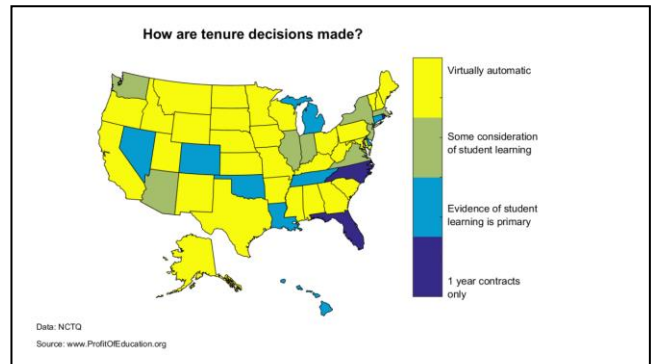 How are tenure decisions made?
Virtually automatic
Some consideration
of student learning
Evidence of student
learning is primary
1 year contracts
only
Data: NCTQ
Source: www.ProfitOfEducation.org